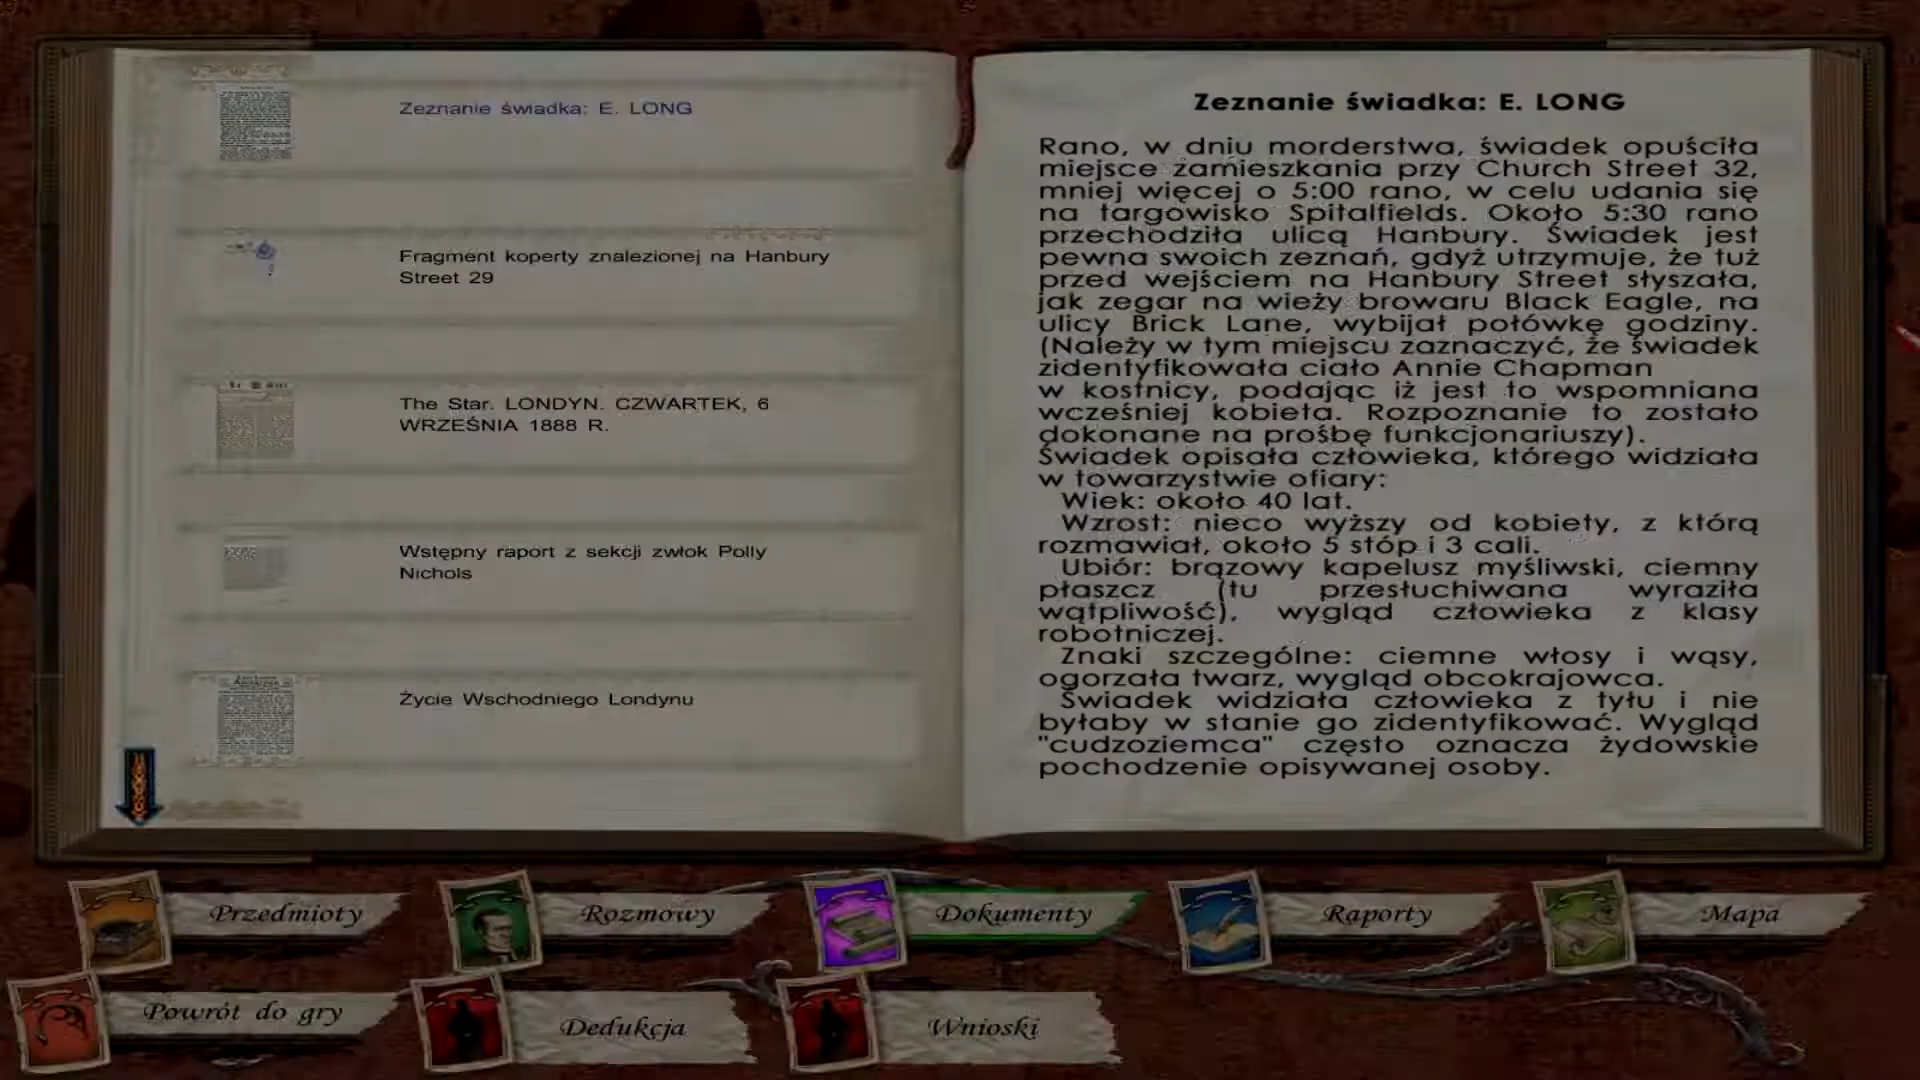 Zeznanie świadka: E. LONG
Fragment koperty znalezionej na Hanbury
Street 29
The Star. LONDYN. CZWARTEK, 6
WRZEŚNIA 1888 R.
Wstępny raport z sekcji zwłok Polly
Nichols
Życie Wschodniego Londynu
Zeznanie świadka: E. LONG
Rano, w dniu morderstwa, świadek opuściła
miejsce zamieszkania przy Church Street 32,
mniej więcej o 5:00 rano, w celu udania się
na targowisko Spitalfields. Około 5:30 rano
przechodziła ulicą Hanbury. Świadek jest
pewna swoich zeznań, gdyż utrzymuje, że tuż
przed wejściem na Hanbury Street słyszała,
jak zegar na wieży browaru Black Eagle, na
ulicy Brick Lane, wybijał połówkę godziny.
(Należy w tym miejscu zaznaczyć, że świadek
zidentyfikowała ciało Annie Chapman
w kostnicy, podając iż jest to wspomniana
wcześniej kobieta. Rozpoznanie to zostało
dokonane na prośbę funkcjonariuszy).
Świadek opisała człowieka, którego widziała
w towarzystwie ofiary:
Wiek: około 40 lat.
Wzrost: nieco wyższy od kobiety, z którą
rozmawiał, około 5 stóp i 3 cali.
Ubiór: brązowy kapelusz myśliwski, ciemny
płaszcz (tu przesłuchiwana wyraziła
wątpliwość), wygląd człowieka z klasy
robotniczej.
Znaki szczególne: ciemne włosy i wąsy,
ogorzała twarz, wygląd obcokrajowca.
Świadek widziała człowieka z tyłu i nie
byłaby w stanie go zidentyfikować. Wygląd
"cudzoziemca" często oznacza żydowskie
pochodzenie opisywanej osoby.
Przedmioty
Rozmowy
Dokumenty
Raporty
Mapa
Powrót do gry
Dedukcja
Wnioski